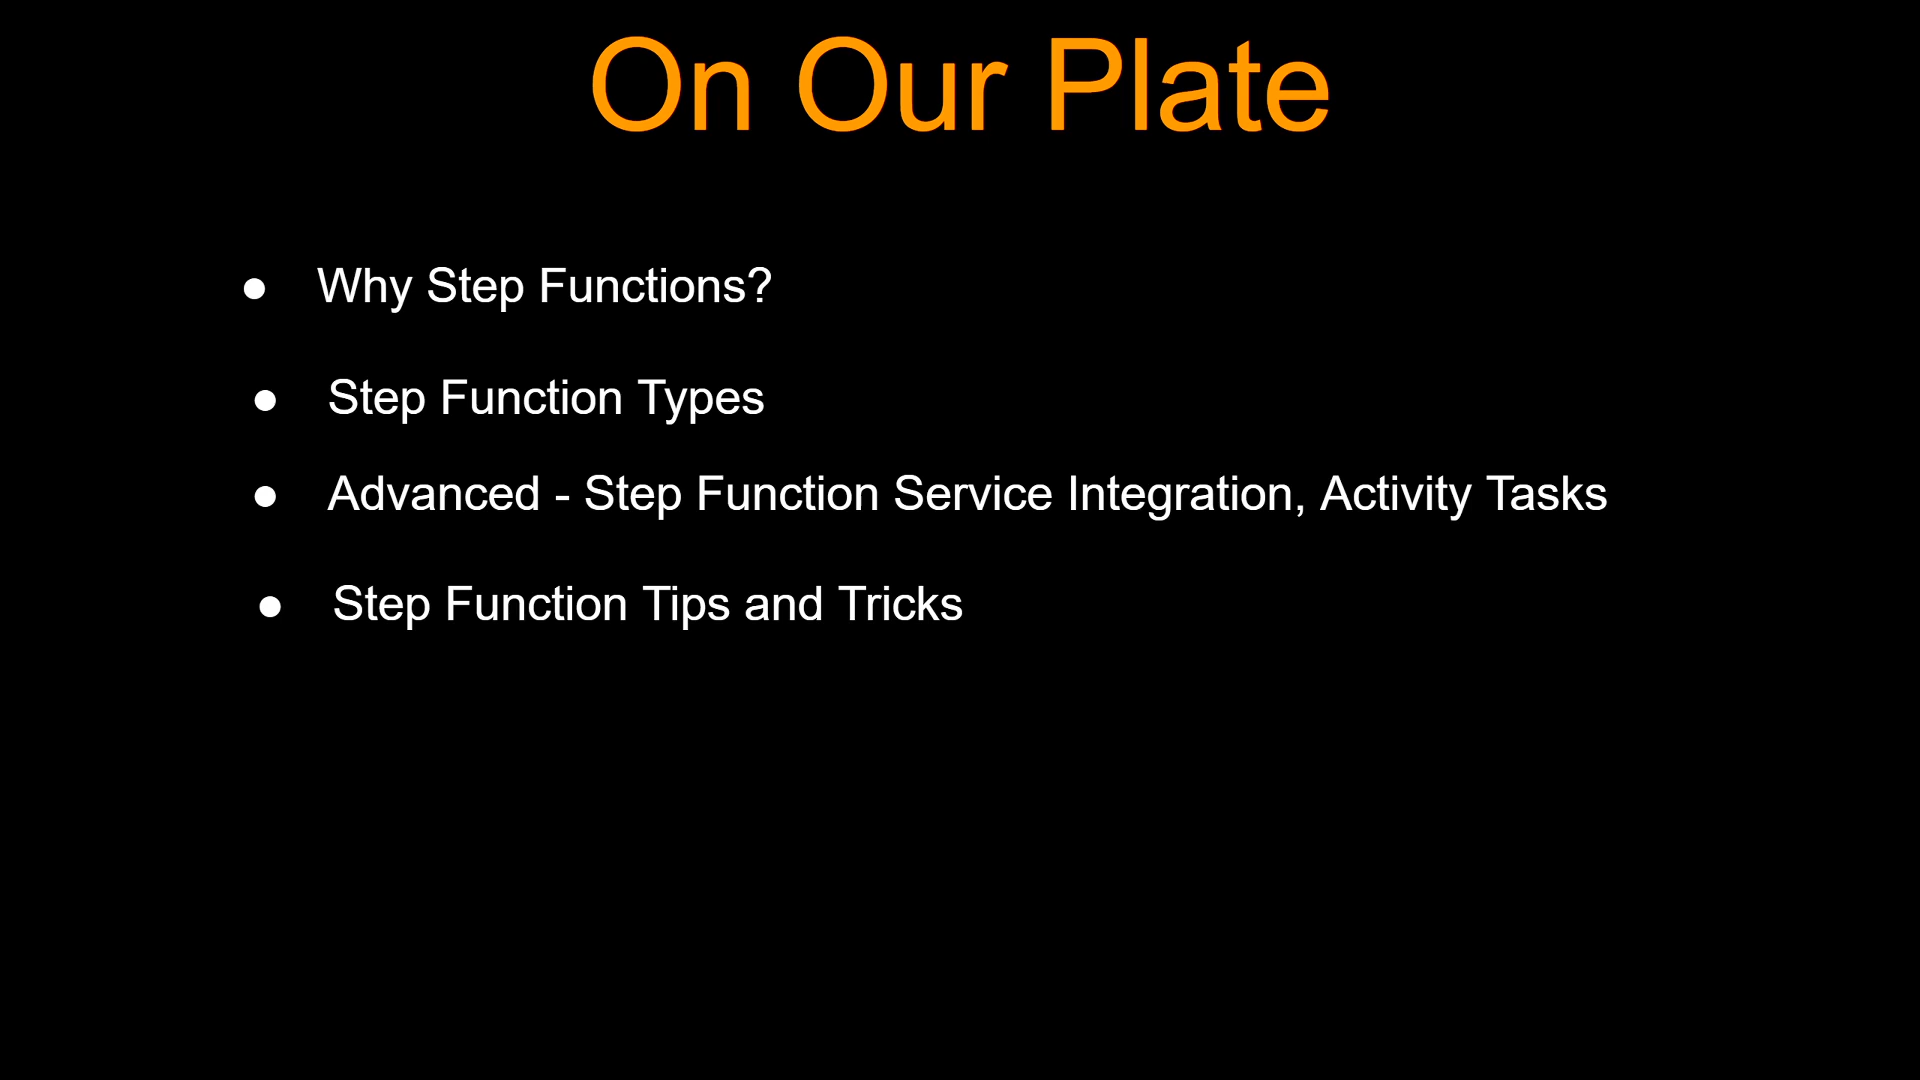 On Our Plate
● Why Step Functions?
● Step Function Types
● Advanced - Step Function Service Integration, Activity Tasks
● Step Function Tips and Tricks